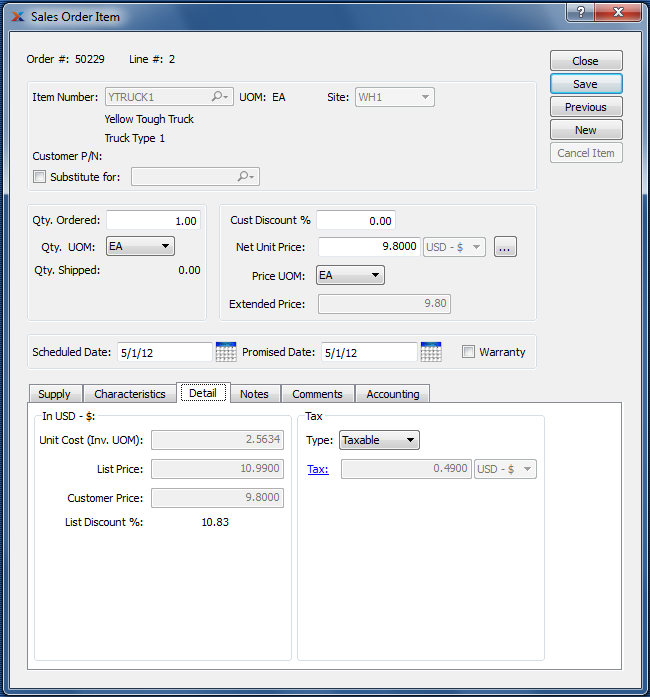 Sales Order Item
?
Order #: 50229 Line #: 2
Close
Save
Previous
New
Cancel Item
Item Number: YTRUCK1 UOM: EA Site: WH1
Yellow Tough Truck
Truck Type 1
Customer P/N:
Substitute for:
Qty. Ordered: 1.00
Qty. UOM: EA
Qty. Shipped: 0.00
Cust Discount % 0.00
Net Unit Price: 9.8000 USD - $ ...
Price UOM: EA
Extended Price: 9.80
Scheduled Date: 5/1/12 Promised Date: 5/1/12 Warranty
Supply Characteristics Detail Notes Comments Accounting
In USD - $:
Unit Cost (Inv. UOM): 2.5634
List Price: 10.9900
Customer Price: 9.8000
List Discount %: 10.83
Tax
Type: Taxable
Tax: 0.4900 USD - $